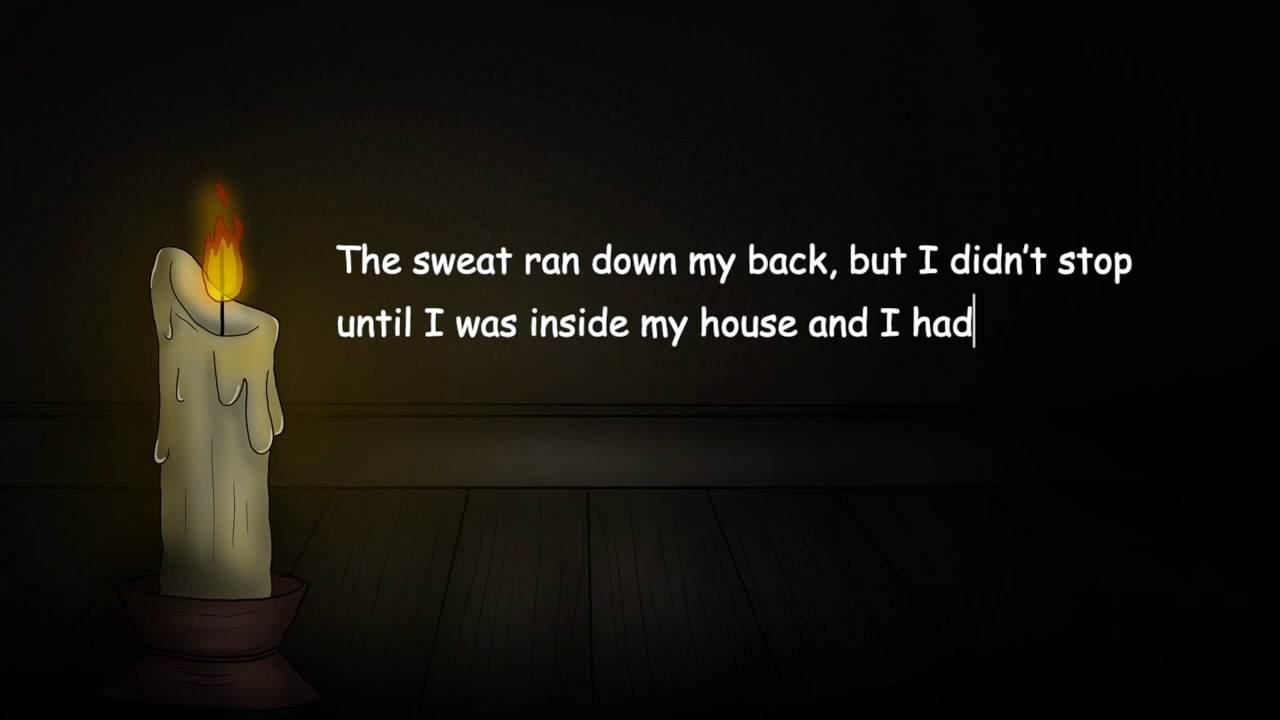 The sweat ran down my back, but I didn’t stop
until I was inside my house and I had